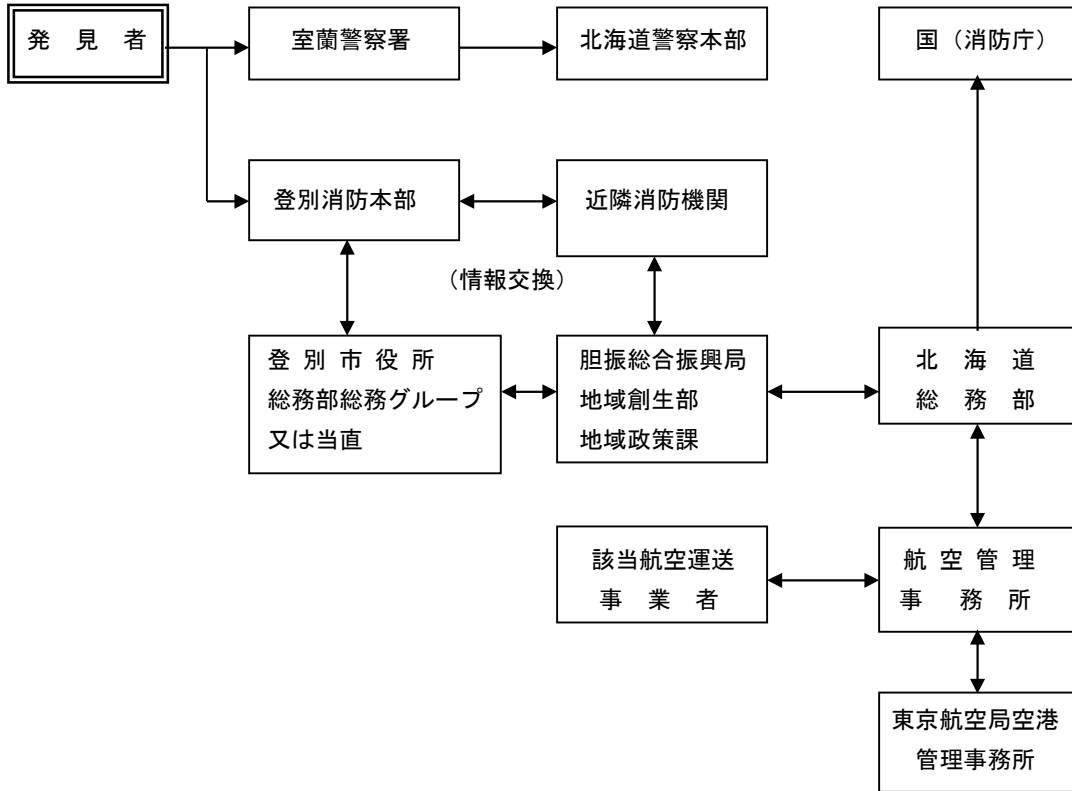 発 見 者
室蘭警察署
北海道警察本部
国（消防庁）
登別消防本部
近隣消防機関
（情報交換）
登 別 市 役 所
総務部総務グループ
又は当直
胆振総合振興局
地域創生部
地域政策課
北 海 道
総 務 部
該当航空運送
事 業 者
航 空 管 理
事 務 所
東京航空局空港
管理事務所